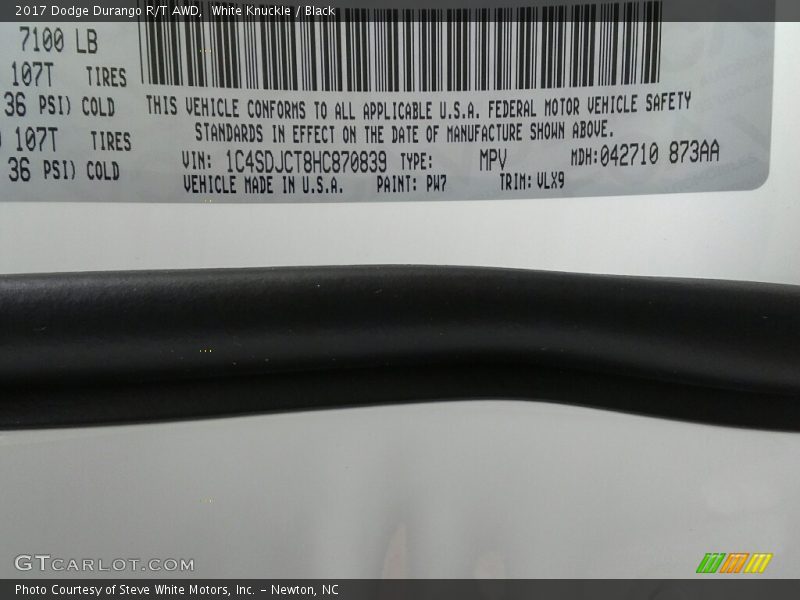 2017 Dodge Durango R/T AWD, White Knuckle / Black
7100 LB
107T TIRES
36 PSI) COLD
THIS VEHICLE CONFORMS TO ALL APPLICABLE U.S.A. FEDERAL MOTOR VEHICLE SAFETY
STANDARDS IN EFFECT ON THE DATE OF MANUFACTURE SHOWN ABOVE.
107T TIRES
36 PSI) COLD
VIN: 1C4SDJCT8HC870839 TYPE: MPV MDH:042710 873AA
VEHICLE MADE IN U.S.A. PAINT: PW7 TRIM: VLX9
GTCARLOT.COM
Photo Courtesy of Steve White Motors, Inc. – Newton, NC